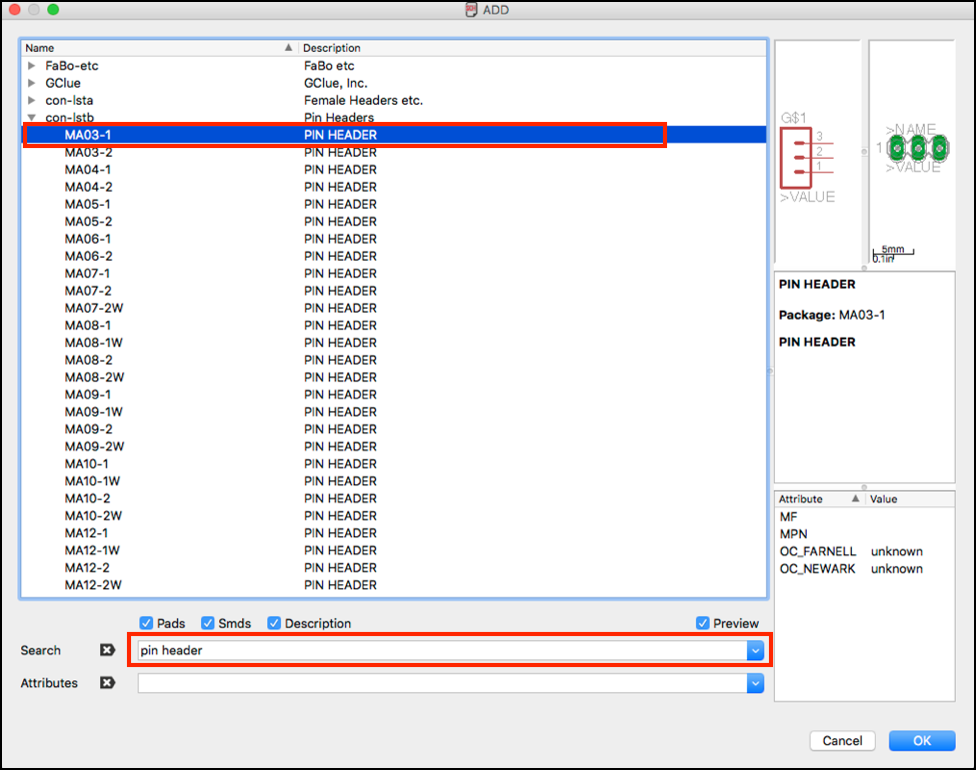 ADD
Name Description
FaBo-etc FaBo etc
GClue GClue, Inc.
con-lsta Female Headers etc.
con-lstb Pin Headers
MA03-1 PIN HEADER
MA03-2 PIN HEADER
MA04-1 PIN HEADER
MA04-2 PIN HEADER
MA05-1 PIN HEADER
MA05-2 PIN HEADER
MA06-1 PIN HEADER
MA06-2 PIN HEADER
MA07-1 PIN HEADER
MA07-2 PIN HEADER
MA07-2W PIN HEADER
MA08-1 PIN HEADER
MA08-1W PIN HEADER
MA08-2 PIN HEADER
MA08-2W PIN HEADER
MA09-1 PIN HEADER
MA09-1W PIN HEADER
MA09-2 PIN HEADER
MA09-2W PIN HEADER
MA10-1 PIN HEADER
MA10-1W PIN HEADER
MA10-2 PIN HEADER
MA10-2W PIN HEADER
MA12-1 PIN HEADER
MA12-1W PIN HEADER
MA12-2 PIN HEADER
MA12-2W PIN HEADER
Pads Smds Description Preview
Search pin header
Attributes
G$1
3
2
1
>VALUE
>NAME
1
>VALUE
5mm
0.1in
PIN HEADER
Package: MA03-1
PIN HEADER
Attribute Value
MF
MPN
OC_FARNELL unknown
OC_NEWARK unknown
Cancel OK